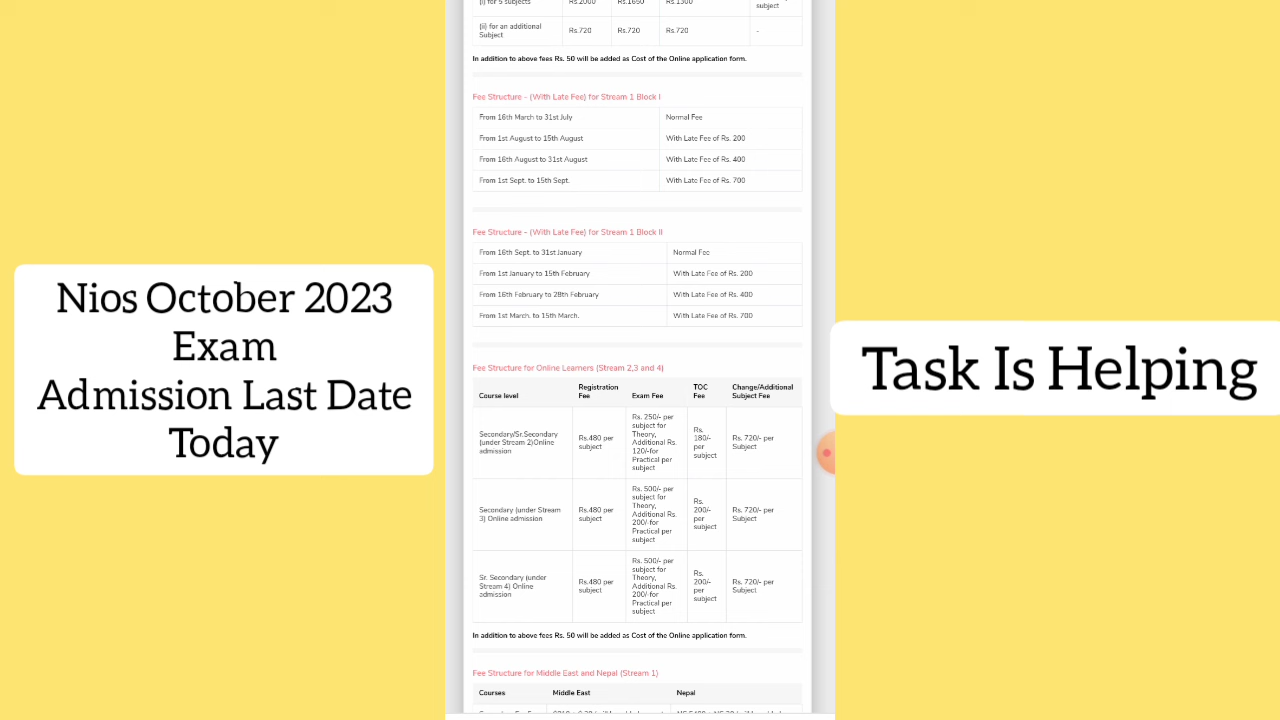 Nios October 2023
Exam
Admission Last Date
Today
Task Is Helping
(i) for 5 subjects Rs.2000 Rs.1650 Rs.1300 subject
(ii) for an additional Subject Rs.720 Rs.720 Rs.720 -
In addition to above fees Rs. 50 will be added as Cost of the Online application form.
Fee Structure - (With Late Fee) for Stream 1 Block I
From 16th March to 31st July Normal Fee
From 1st August to 15th August With Late Fee of Rs. 200
From 16th August to 31st August With Late Fee of Rs. 400
From 1st Sept. to 15th Sept. With Late Fee of Rs. 700
Fee Structure - (With Late Fee) for Stream 1 Block II
From 16th Sept. to 31st January Normal Fee
From 1st January to 15th February With Late Fee of Rs. 200
From 16th February to 28th February With Late Fee of Rs. 400
From 1st March. to 15th March. With Late Fee of Rs. 700
Fee Structure for Online Learners (Stream 2,3 and 4)
Course level Registration Fee Exam Fee TOC Fee Change/Additional Subject Fee
Secondary/Sr.Secondary (under Stream 2)Online admission Rs.480 per subject Rs. 250/- per subject for Theory, Additional Rs. 120/-for Practical per subject Rs. 180/- per subject Rs. 720/- per Subject
Secondary (under Stream 3) Online admission Rs.480 per subject Rs. 500/- per subject for Theory, Additional Rs. 200/-for Practical per subject Rs. 200/- per subject Rs. 720/- per Subject
Sr. Secondary (under Stream 4) Online admission Rs.480 per subject Rs. 500/- per subject for Theory, Additional Rs. 200/-for Practical per subject Rs. 200/- per subject Rs. 720/- per Subject
In addition to above fees Rs. 50 will be added as Cost of the Online application form.
Fee Structure for Middle East and Nepal (Stream 1)
Courses Middle East Nepal